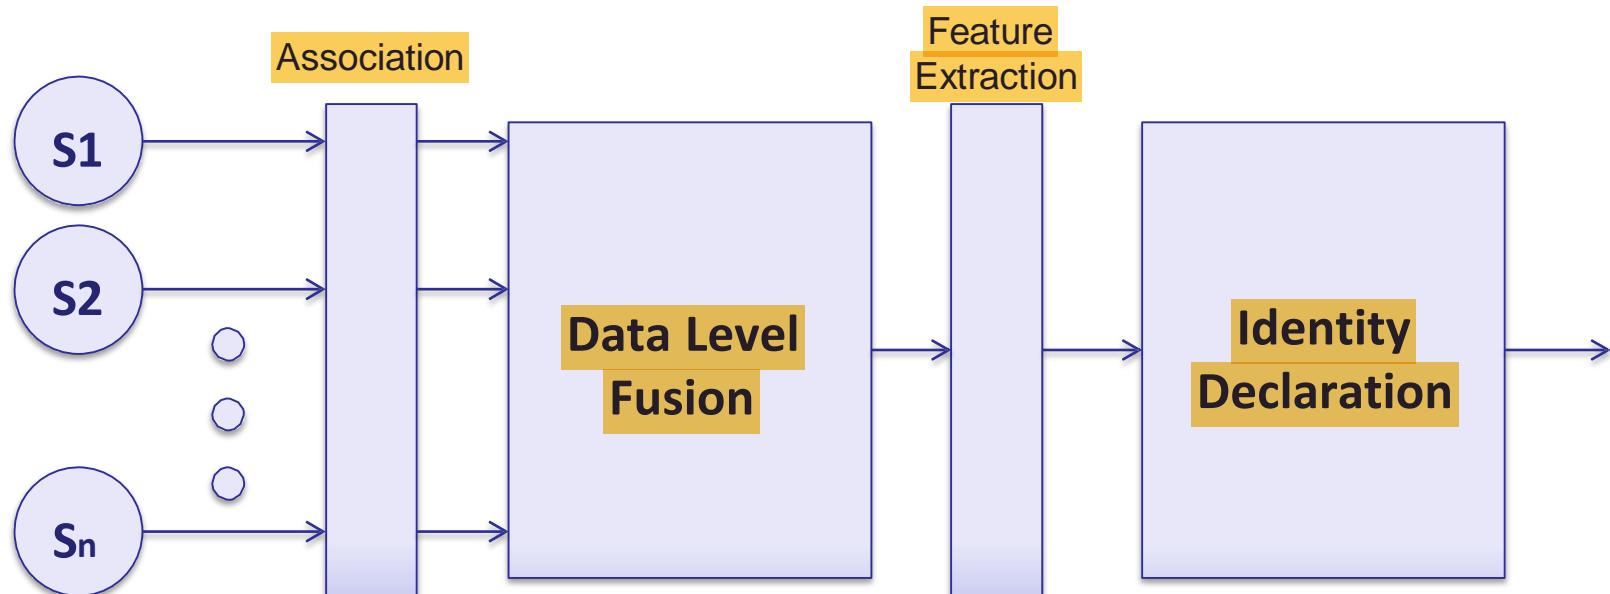 Association
Feature
Extraction
S1
S2
Sn
Data Level
Fusion
Identity
Declaration